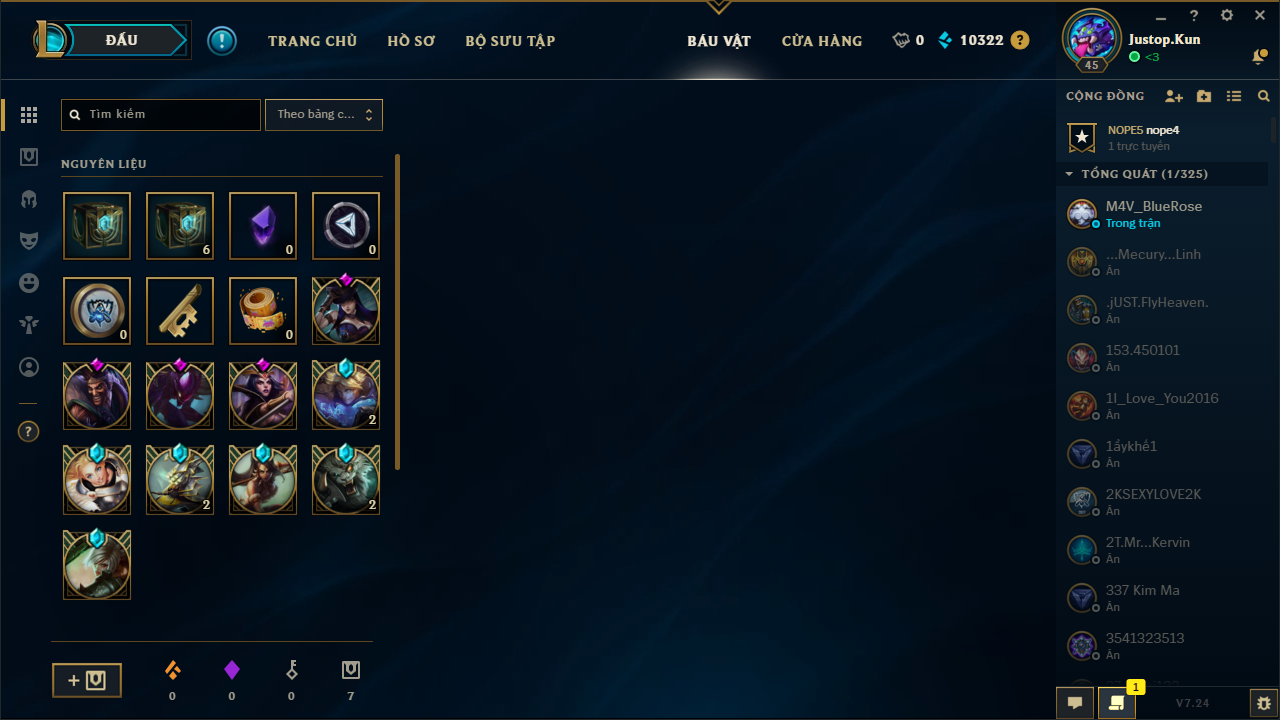 ĐẤU
TRANG CHỦ
HỒ SƠ
BỘ SƯU TẬP
BÁU VẬT
CỬA HÀNG
0
10322
?
?
45
Justop.Kun
<3
Tìm kiếm
Theo bảng c...
NGUYÊN LIỆU
6
0
0
0
0
2
2
2
?
0
0
0
7
CỘNG ĐỒNG
NOPE5 nope4
1 trực tuyến
TỔNG QUÁT (1/325)
M4V_BlueRose
Trong trận
...Mecury...Linh
Ẩn
.jUST.FlyHeaven.
Ẩn
153.450101
Ẩn
1I_Love_You2016
Ẩn
1ầykhế1
Ẩn
2KSEXYLOVE2K
Ẩn
2T.Mr...Kervin
Ẩn
337 Kim Ma
Ẩn
3541323513
Ẩn
1
V7.24